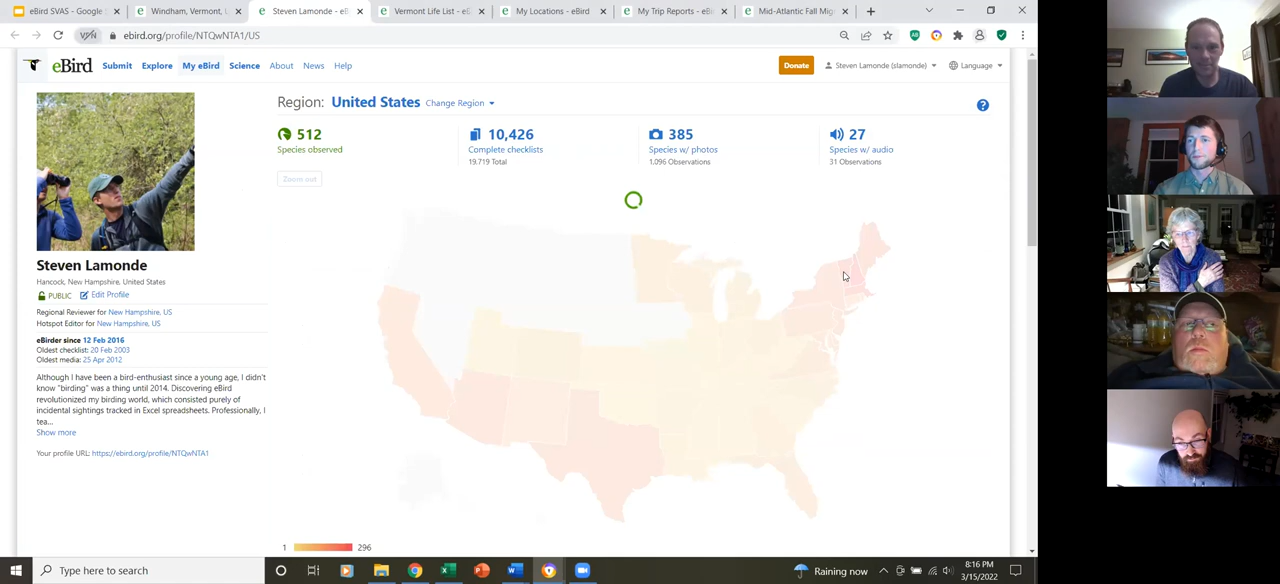 eBird SVAS - Google
Windham, Vermont,
Steven Lamonde - eB
Vermont Life List - eB
My Locations - eBird
My Trip Reports - eB
Mid-Atlantic Fall Mig
VPN
ebird.org/profile/NTQwNTA1/US
eBird
Submit
Explore
My eBird
Science
About
News
Help
Donate
Steven Lamonde (slamonde)
Language
Region: United States Change Region
512
Species observed
10,426
Complete checklists
19,719 Total
385
Species w/ photos
1,096 Observations
27
Species w/ audio
31 Observations
Zoom out
Steven Lamonde
Hancock, New Hampshire, United States
PUBLIC Edit Profile
Regional Reviewer for New Hampshire, US
Hotspot Editor for New Hampshire, US
eBirder since 12 Feb 2016
Oldest checklist: 20 Feb 2003
Oldest media: 25 Apr 2012
Although I have been a bird-enthusiast since a young age, I didn't
know "birding" was a thing until 2014. Discovering eBird
revolutionized my birding world, which consisted purely of
incidental sightings tracked in Excel spreadsheets. Professionally, I
tea...
Show more
Your profile URL: https://ebird.org/profile/NTQwNTA1
1
296
Type here to search
Raining now
8:16 PM
3/15/2022